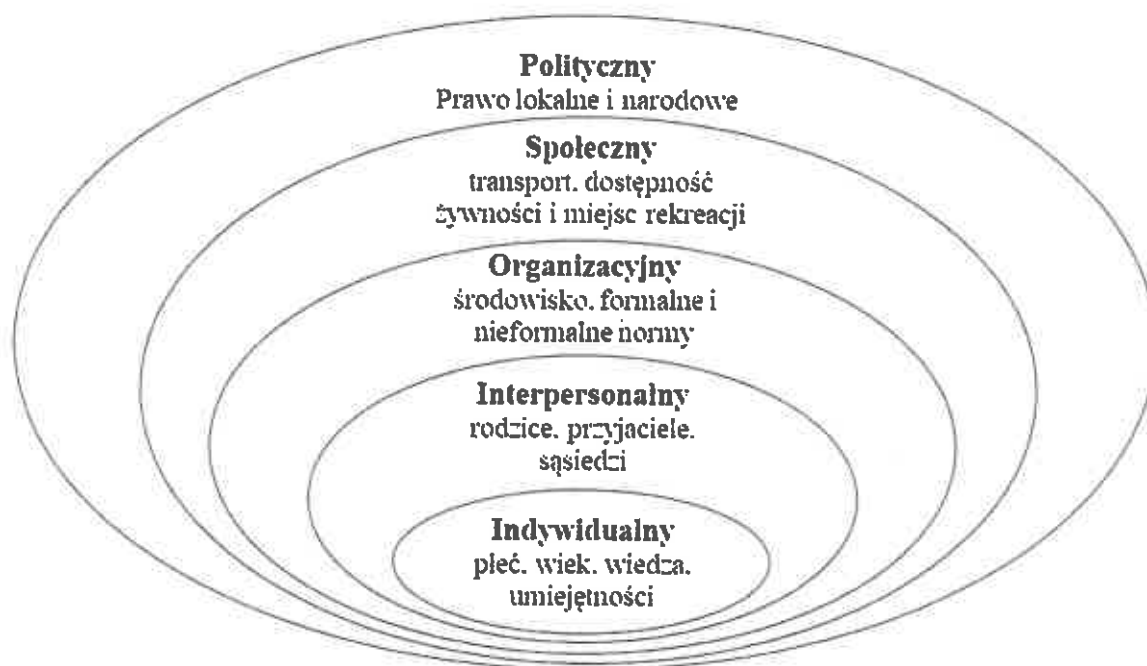 Polityczny
Prawo lokalne i narodowe
Społeczny
transport, dostępność
żywności i miejsc rekreacji
Organizacyjny
środowisko, formalne i
nieformalne normy
Interpersonalny
rodzice, przyjaciele,
sąsiedzi
Indywidualny
płeć, wiek, wiedza,
umiejętności